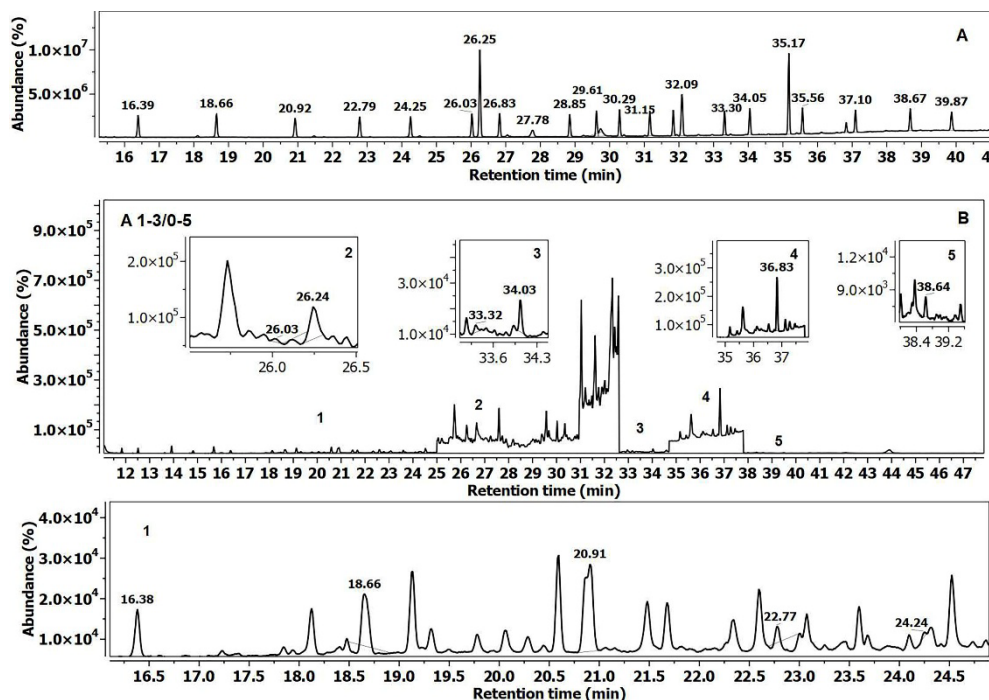 A
Abundance (%)
1.0×10⁷
5.0×10⁶
16.39 18.66 20.92 22.79 24.25 26.03 26.25 26.83 27.78 28.85 29.61 30.29 31.15 32.09 33.30 34.05 35.17 35.56 37.10 38.67 39.87
16 17 18 19 20 21 22 23 24 25 26 27 28 29 30 31 32 33 34 35 36 37 38 39 40
Retention time (min)
A 1-3/0-5 B
Abundance (%)
9.0×10⁵
7.0×10⁵
5.0×10⁵
3.0×10⁵
1.0×10⁵
2
2.0×10⁵
1.0×10⁵
26.03 26.24
26.0 26.5
3
3.0×10⁴
1.0×10⁴
33.32 34.03
33.6 34.3
4
3.0×10⁵
2.0×10⁵
1.0×10⁵
36.83
35 36 37
5
1.2×10⁴
9.0×10³
38.64
38.4 39.2
1 2 3 4 5
12 13 14 15 16 17 18 19 20 21 22 23 24 25 26 27 28 29 30 31 32 33 34 35 36 37 38 39 40 41 42 43 44 45 46 47
Retention time (min)
1
Abundance (%)
4.0×10⁴
3.0×10⁴
2.0×10⁴
1.0×10⁴
16.38 18.66 20.91 22.77 24.24
16.5 17.0 17.5 18.0 18.5 19.0 19.5 20.0 20.5 21.0 21.5 22.0 22.5 23.0 23.5 24.0 24.5
Retention time (min)